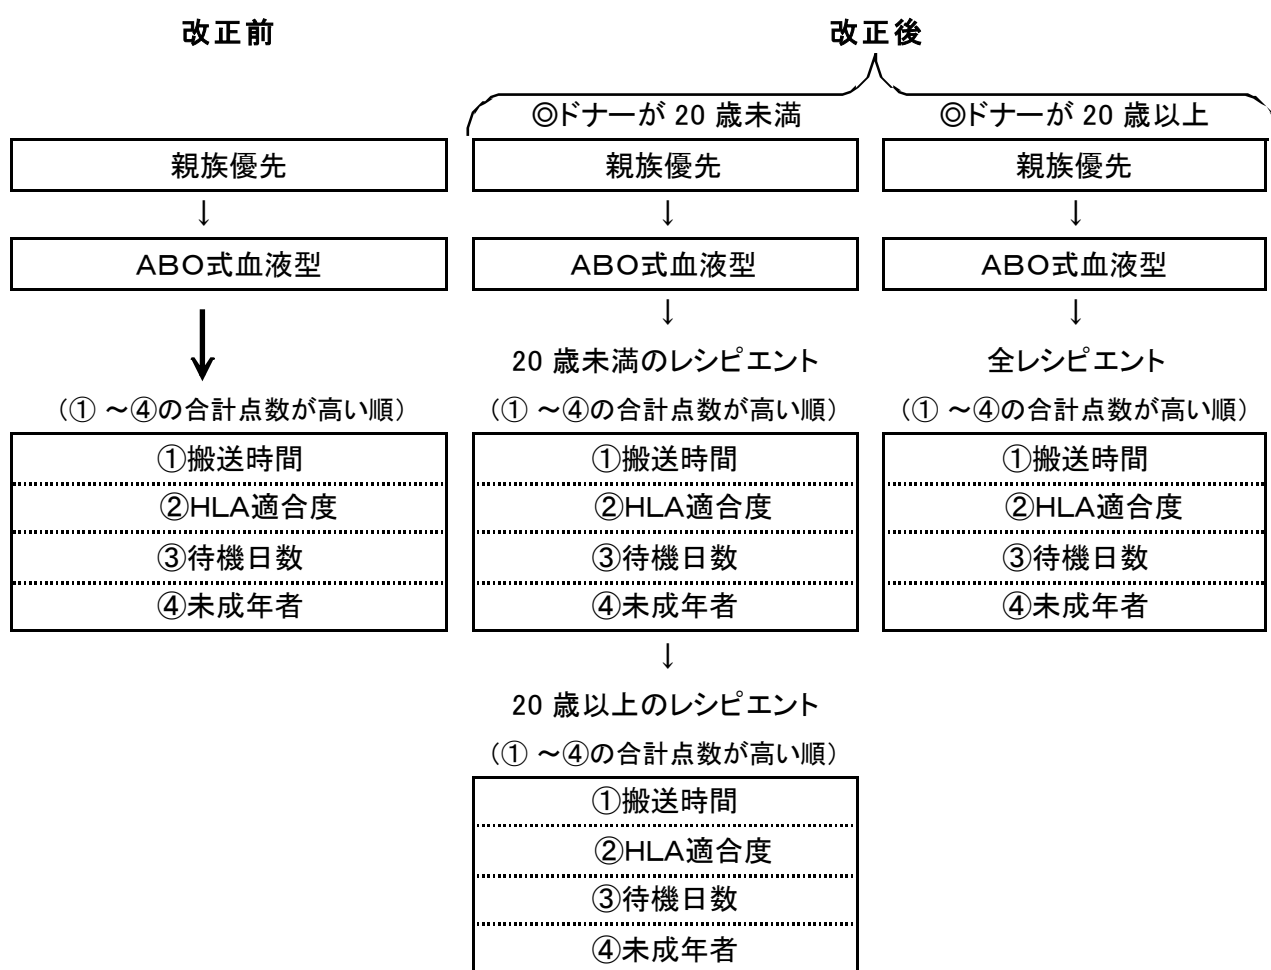 改正前
改正後
◎ドナーが 20 歳未満
◎ドナーが 20 歳以上
親族優先
親族優先
親族優先
↓
↓
↓
ABO式血液型
ABO式血液型
ABO式血液型
↓
↓
↓
20 歳未満のレシピエント
全レシピエント
(① ~④の合計点数が高い順)
(① ~④の合計点数が高い順)
(① ~④の合計点数が高い順)
①搬送時間
①搬送時間
①搬送時間
②HLA適合度
②HLA適合度
②HLA適合度
③待機日数
③待機日数
③待機日数
④未成年者
④未成年者
④未成年者
↓
20 歳以上のレシピエント
(① ~④の合計点数が高い順)
①搬送時間
②HLA適合度
③待機日数
④未成年者